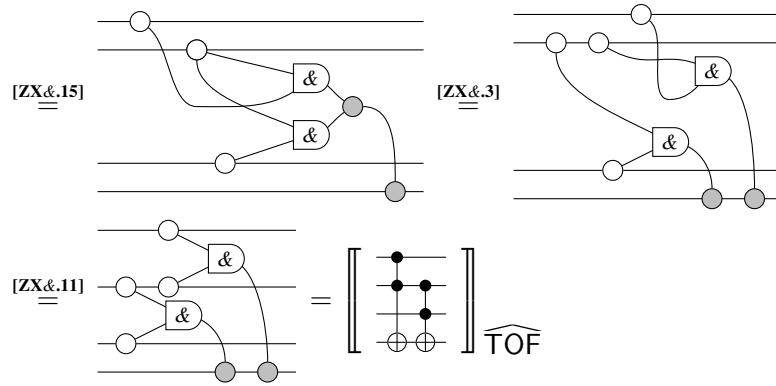 [ZX&.15] = & &
[ZX&.3] = & &
[ZX&.11] = & & = ⟦ ⟧ TOF